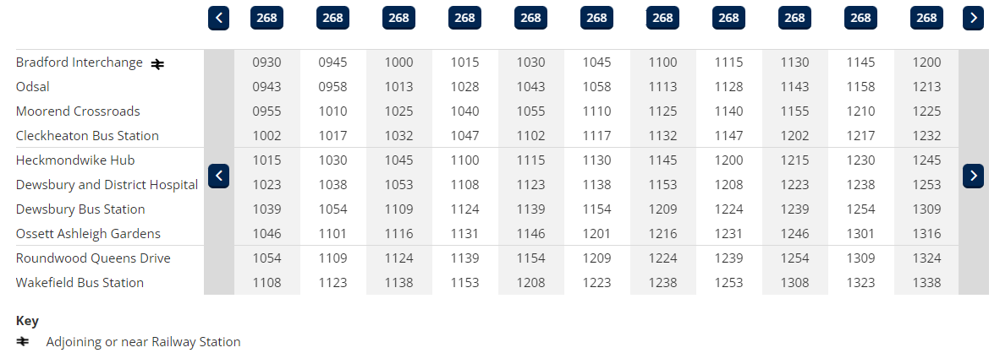 268 268 268 268 268 268 268 268 268 268 268
Bradford Interchange 0930 0945 1000 1015 1030 1045 1100 1115 1130 1145 1200
Odsal 0943 0958 1013 1028 1043 1058 1113 1128 1143 1158 1213
Moorend Crossroads 0955 1010 1025 1040 1055 1110 1125 1140 1155 1210 1225
Cleckheaton Bus Station 1002 1017 1032 1047 1102 1117 1132 1147 1202 1217 1232
Heckmondwike Hub 1015 1030 1045 1100 1115 1130 1145 1200 1215 1230 1245
Dewsbury and District Hospital 1023 1038 1053 1108 1123 1138 1153 1208 1223 1238 1253
Dewsbury Bus Station 1039 1054 1109 1124 1139 1154 1209 1224 1239 1254 1309
Ossett Ashleigh Gardens 1046 1101 1116 1131 1146 1201 1216 1231 1246 1301 1316
Roundwood Queens Drive 1054 1109 1124 1139 1154 1209 1224 1239 1254 1309 1324
Wakefield Bus Station 1108 1123 1138 1153 1208 1223 1238 1253 1308 1323 1338
Key
Adjoining or near Railway Station